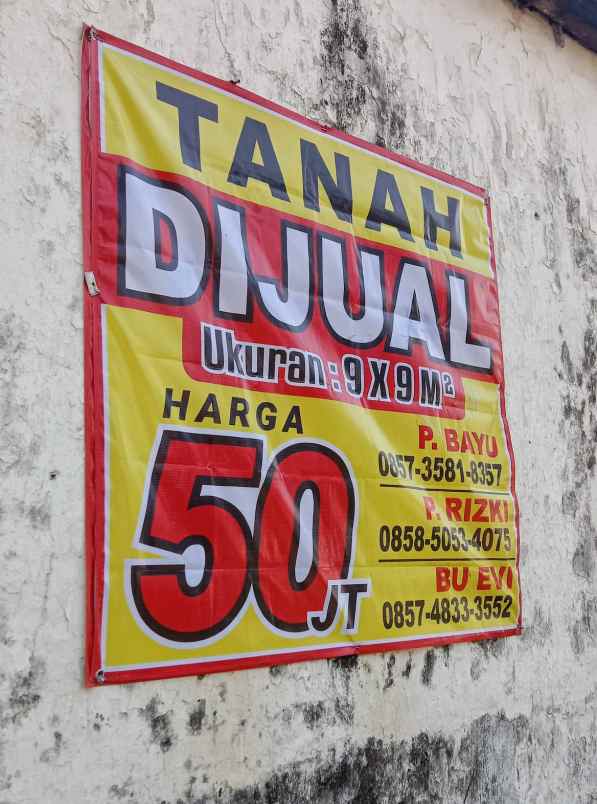 TANAH
DIJUAL
Ukuran : 9 X 9 M²
HARGA
50 JT
P. BAYU
0857-3581-8357
P. RIZKI
0858-5053-4075
BU EVI
0857-4833-3552